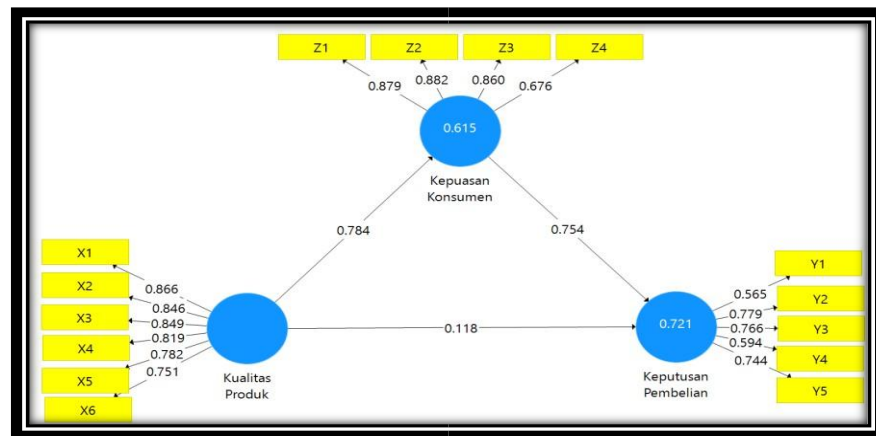 Z1 Z2 Z3 Z4
0.879 0.882 0.860 0.676
0.615
Kepuasan
Konsumen
0.784
0.754
X1
X2
X3
X4
X5
X6
0.866
0.846
0.849
0.819
0.782
0.751
Kualitas
Produk
0.118
0.721
Keputusan
Pembelian
0.565
0.779
0.766
0.594
0.744
Y1
Y2
Y3
Y4
Y5